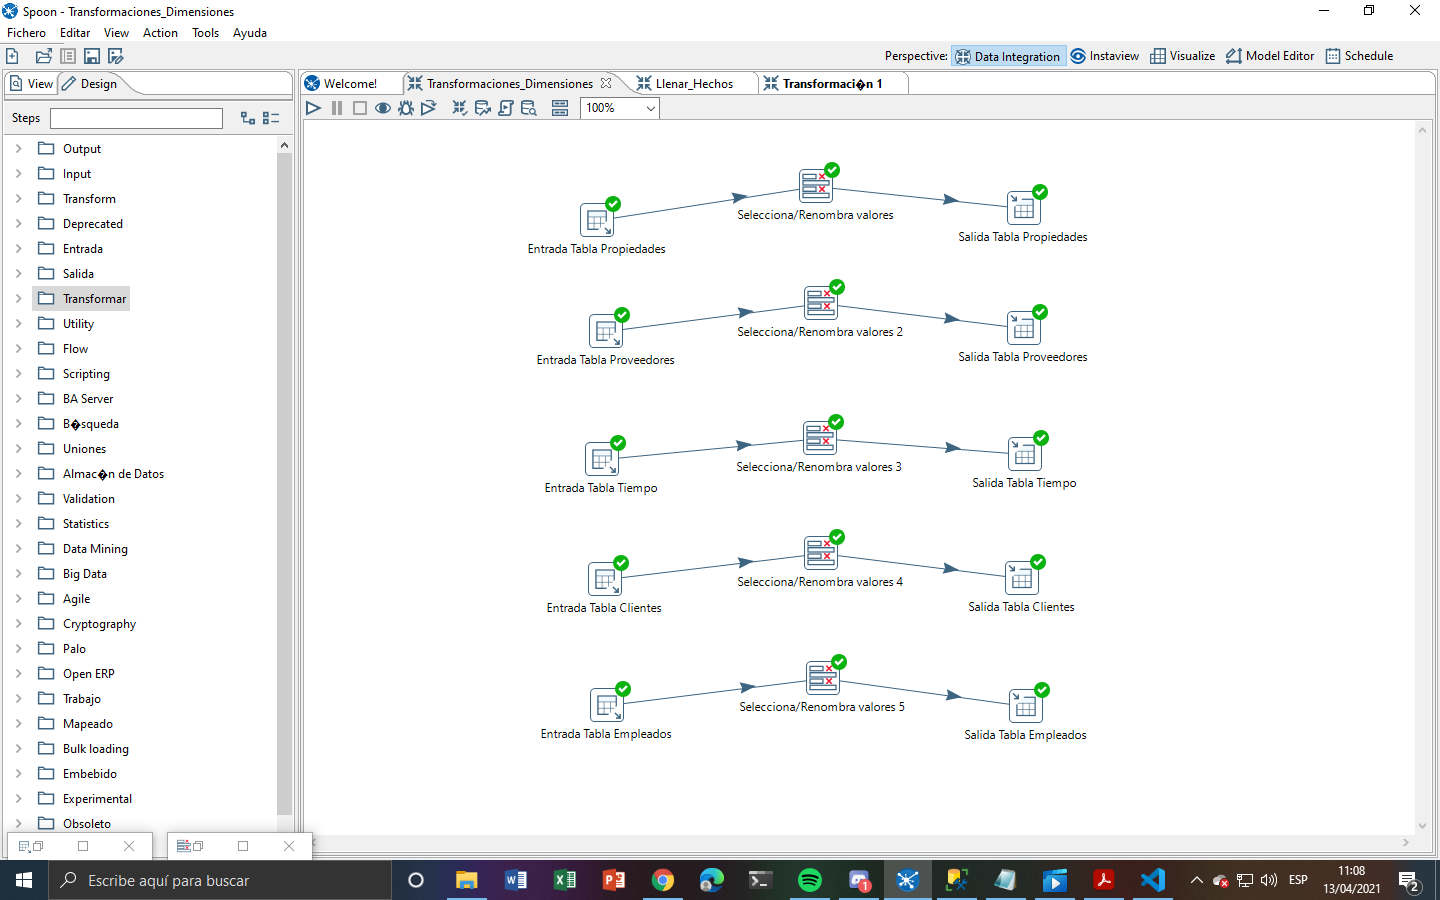 Spoon - Transformaciones_Dimensiones
Fichero Editar View Action Tools Ayuda
Perspective: Data Integration Instaview Visualize Model Editor Schedule
View Design
Welcome! Transformaciones_Dimensiones Llenar_Hechos Transformaci�n 1
Steps
100%
Output
Input
Transform
Deprecated
Entrada
Salida
Transformar
Utility
Flow
Scripting
BA Server
B�squeda
Uniones
Almac�n de Datos
Validation
Statistics
Data Mining
Big Data
Agile
Cryptography
Palo
Open ERP
Trabajo
Mapeado
Bulk loading
Embebido
Experimental
Obsoleto
Entrada Tabla Propiedades
Selecciona/Renombra valores
Salida Tabla Propiedades
Entrada Tabla Proveedores
Selecciona/Renombra valores 2
Salida Tabla Proveedores
Entrada Tabla Tiempo
Selecciona/Renombra valores 3
Salida Tabla Tiempo
Entrada Tabla Clientes
Selecciona/Renombra valores 4
Salida Tabla Clientes
Entrada Tabla Empleados
Selecciona/Renombra valores 5
Salida Tabla Empleados
Escribe aquí para buscar
1
ESP
11:08
13/04/2021
2